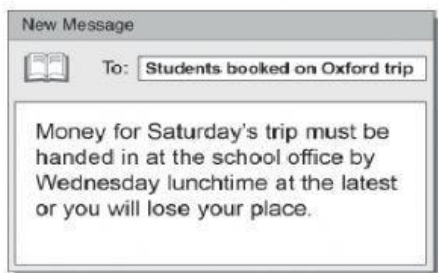 New Message
To: Students booked on Oxford trip
Money for Saturday's trip must be
handed in at the school office by
Wednesday lunchtime at the latest
or you will lose your place.